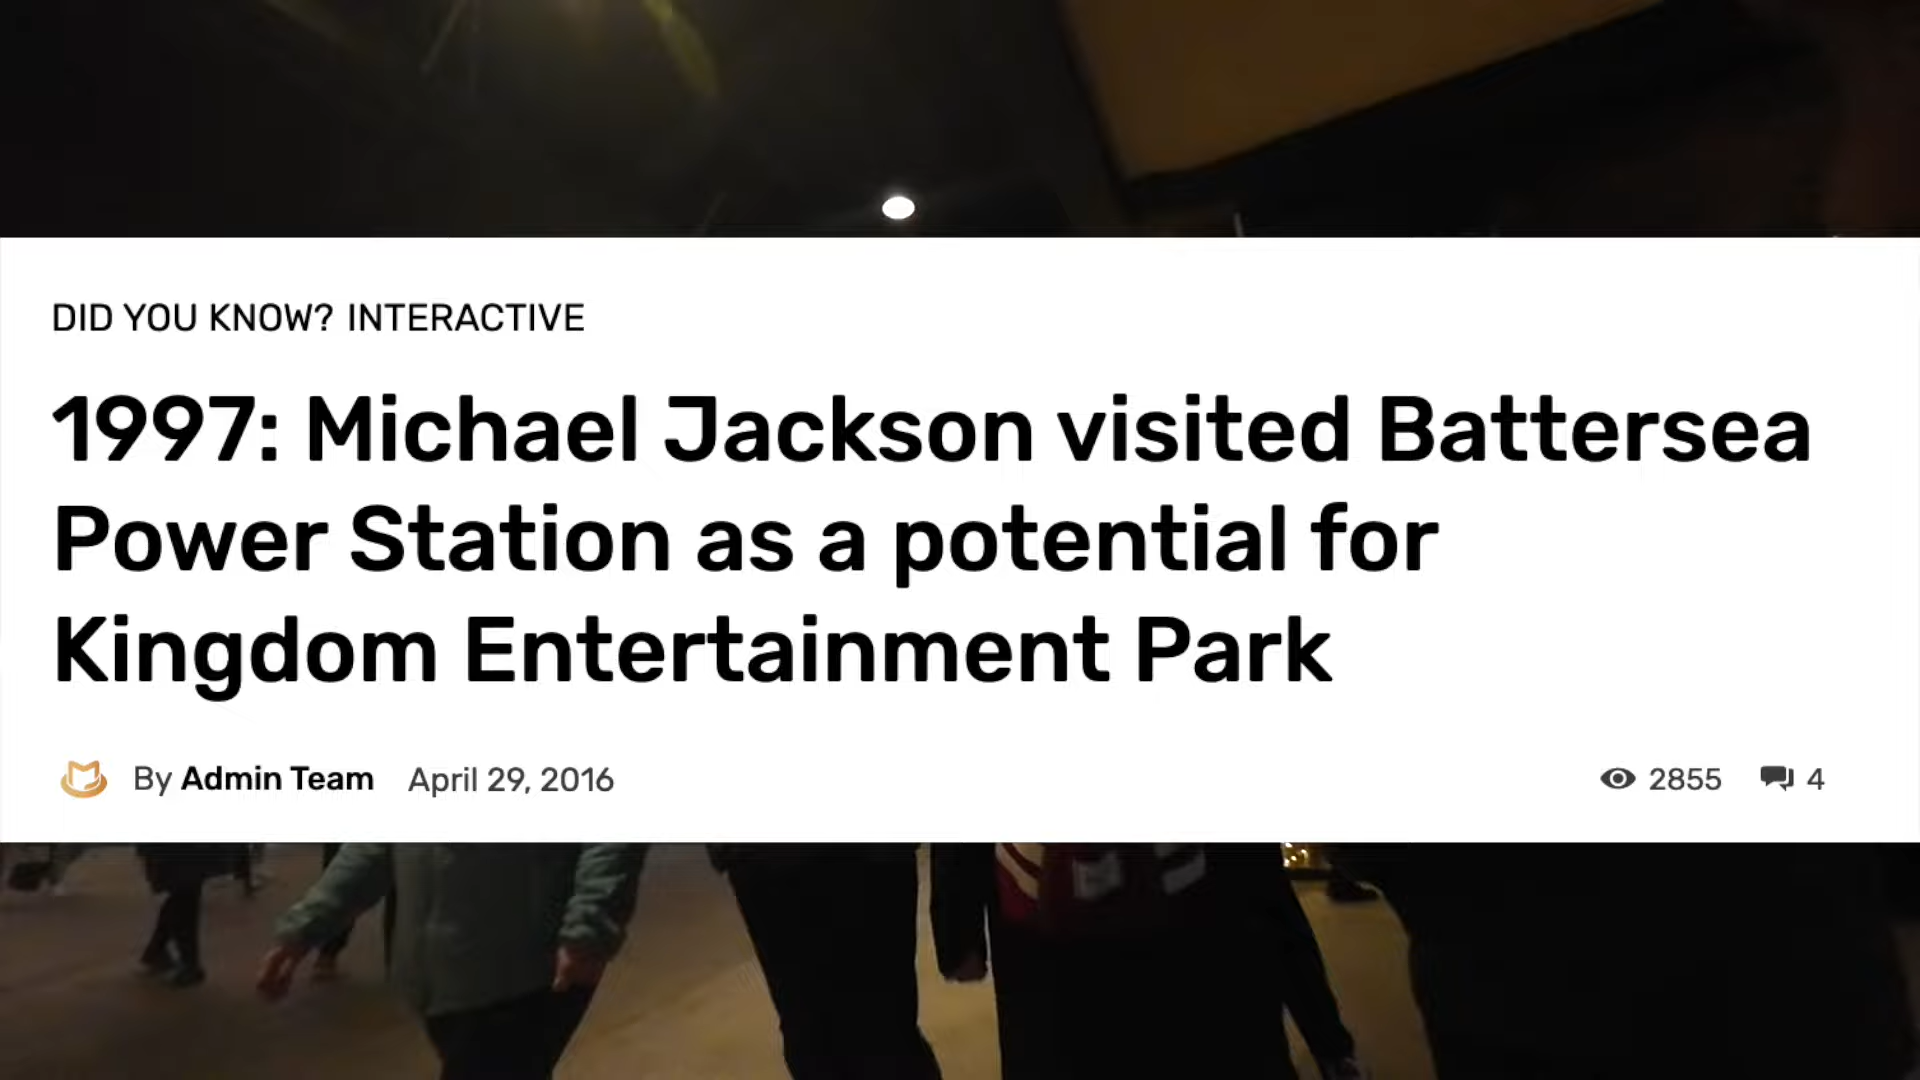 DID YOU KNOW? INTERACTIVE
1997: Michael Jackson visited Battersea
Power Station as a potential for
Kingdom Entertainment Park
By Admin Team April 29, 2016 2855 4